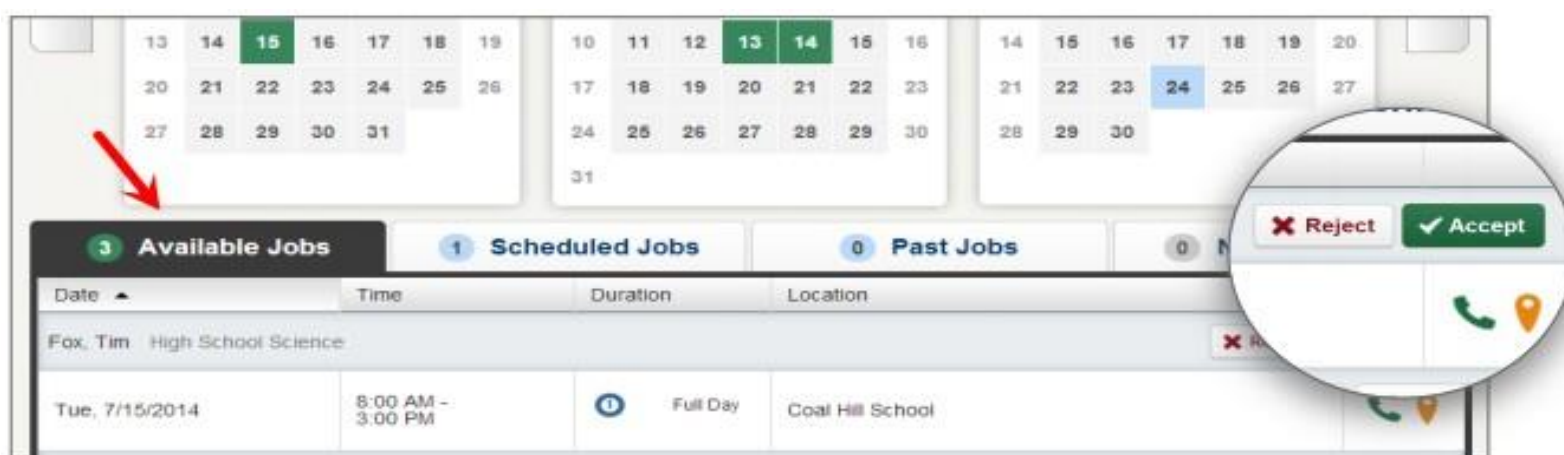 13 14 15 16 17 18 19 10 11 12 13 14 15 16 14 15 16 17 18 19 20
20 21 22 23 24 25 26 17 18 19 20 21 22 23 21 22 23 24 25 26 27
27 28 29 30 31 24 25 26 27 28 29 30 28 29 30
31
3 Available Jobs 1 Scheduled Jobs 0 Past Jobs 0 N
Reject Accept
Date Time Duration Location
Fox, Tim High School Science
Tue, 7/15/2014 8:00 AM - Full Day Coal Hill School
3:00 PM